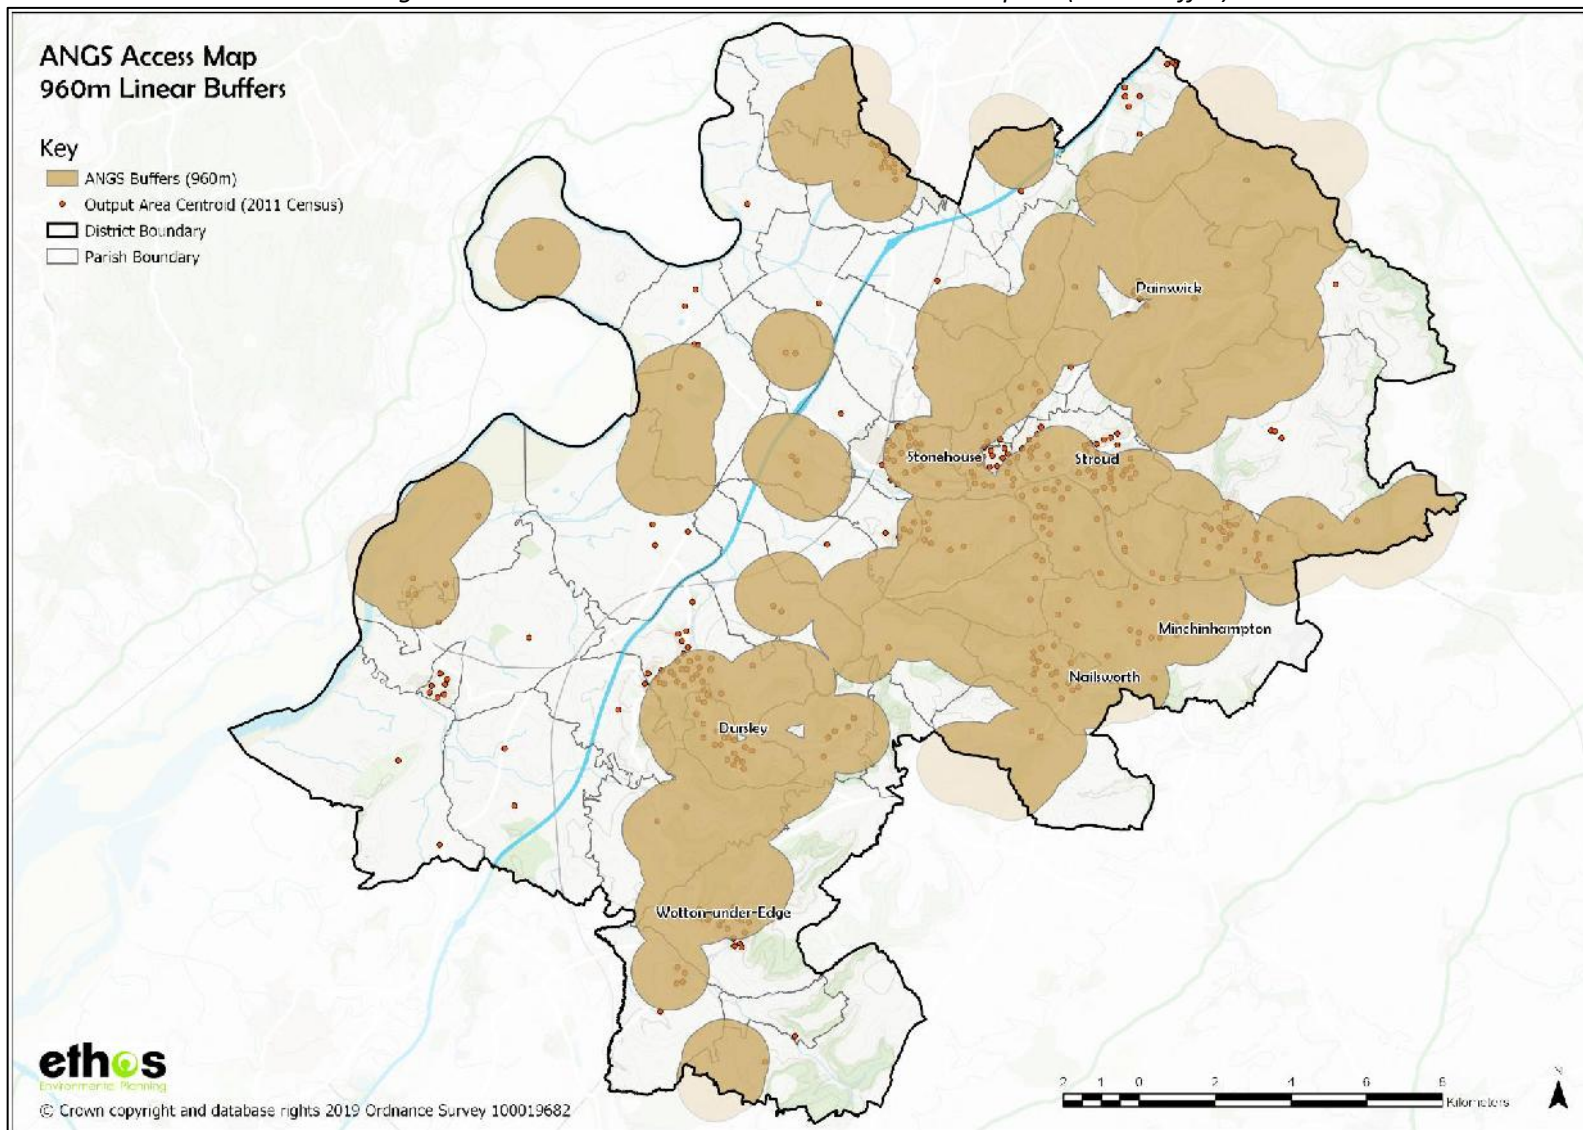 ANGS Access Map
960m Linear Buffers
Key
ANGS Buffers (960m)
Output Area Centroid (2011 Census)
District Boundary
Parish Boundary
Painswick
Stonehouse
Stroud
Minchinhampton
Nailsworth
Dursley
Wotton-under-Edge
ethos
Environmental Planning
© Crown copyright and database rights 2019 Ordnance Survey 100019682
2 1 0 2 4 6 8
Kilometers
N